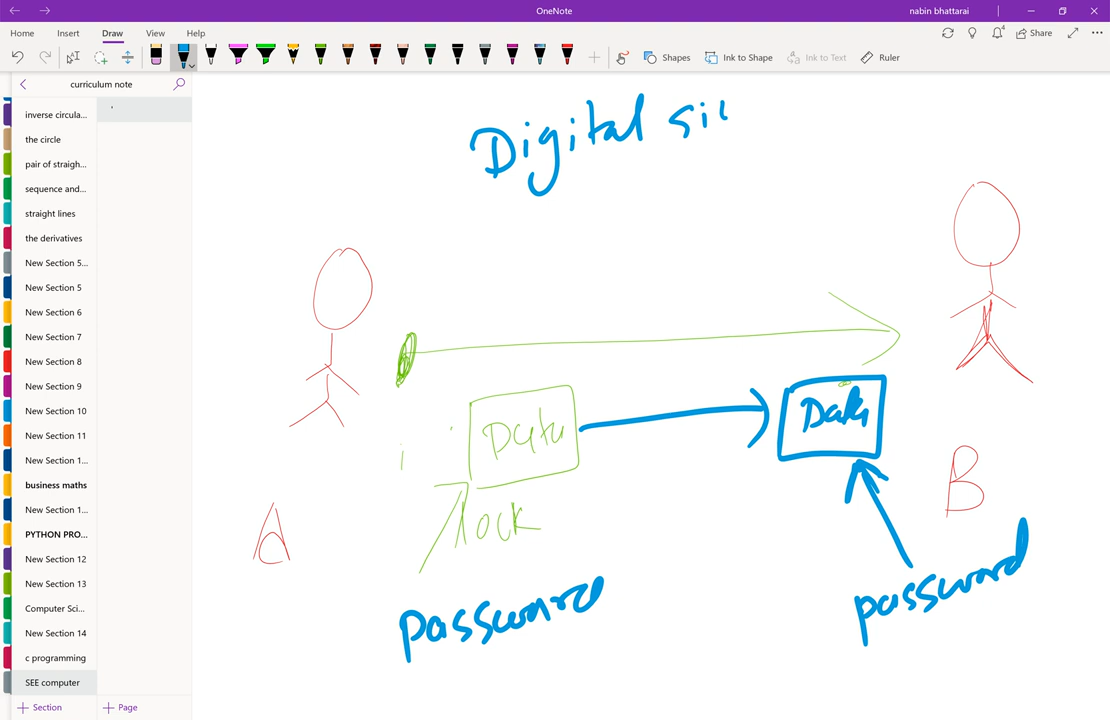 OneNote
nabin bhattarai
Home Insert Draw View Help
4 Share
Shapes Ink to Shape Ink to Text Ruler
curriculum note
inverse circula...
the circle
pair of straigh...
sequence and...
straight lines
the derivatives
New Section 5...
New Section 5
New Section 6
New Section 7
New Section 8
New Section 9
New Section 10
New Section 11
New Section 1...
business maths
New Section 1...
PYTHON PRO...
New Section 12
New Section 13
Computer Sci...
New Section 14
c programming
SEE computer
+ Section + Page
Digital si
Data Data
lock
A B
password password